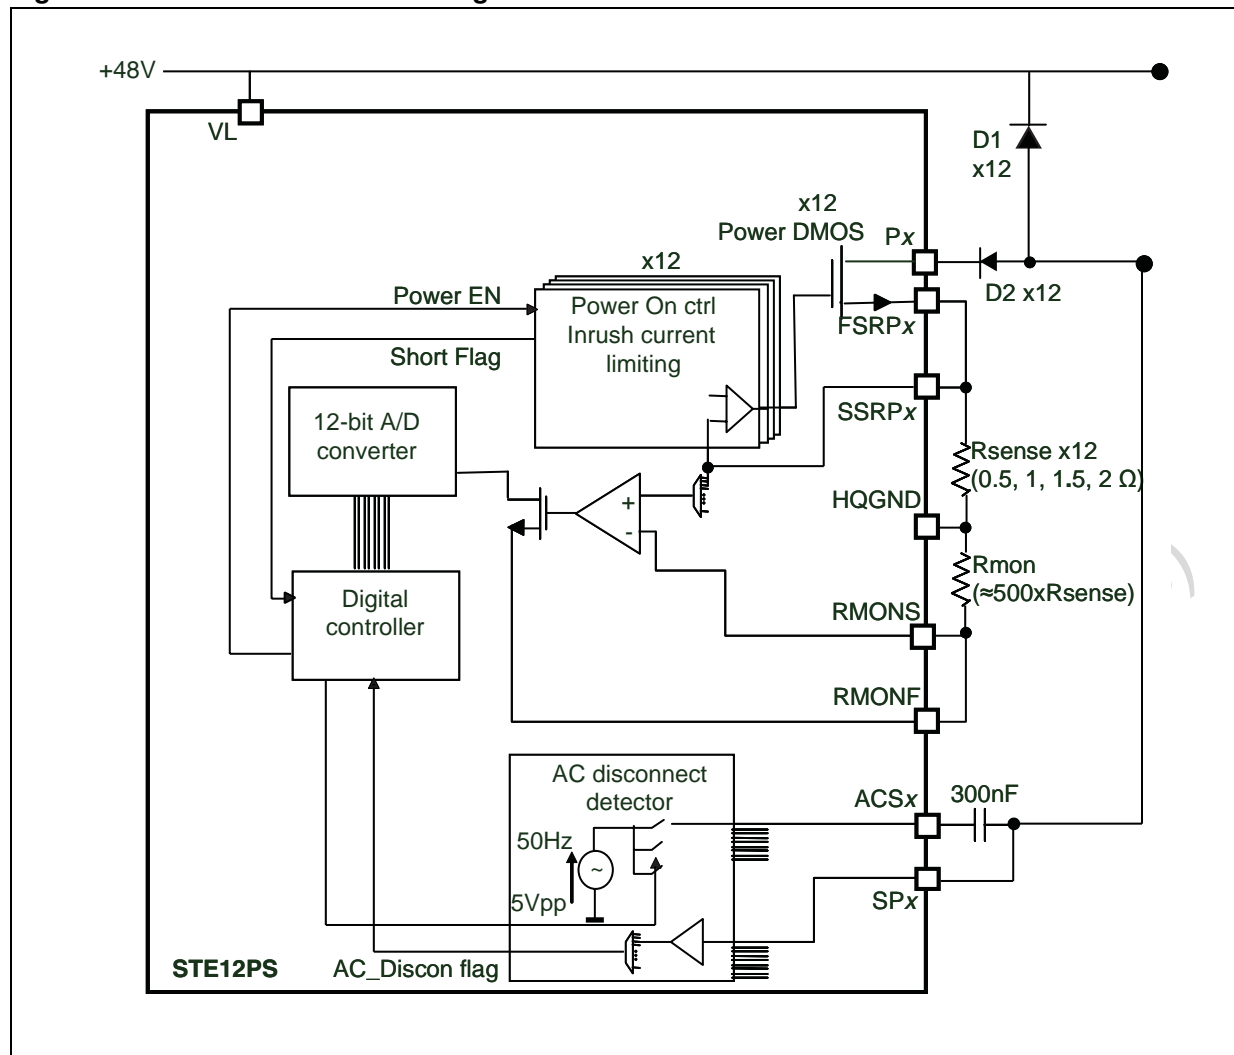 +48V
VL
D1
x12
x12
Power DMOS
Px
x12
D2 x12
Power EN
Power On ctrl
Inrush current
limiting
FSRPx
Short Flag
SSRPx
12-bit A/D
converter
Rsense x12
(0.5, 1, 1.5, 2 Ω)
HQGND
+
-
Rmon
(≈500xRsense)
Digital
controller
RMONS
RMONF
AC disconnect
detector
ACSx
300nF
50Hz
~
5Vpp
SPx
STE12PS
AC_Discon flag